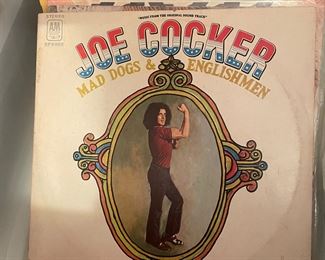 "MUSIC FROM THE ORIGINAL SOUND TRACK"
STEREO
A&M
JOE COCKER
MAD DOGS & ENGLISHMEN